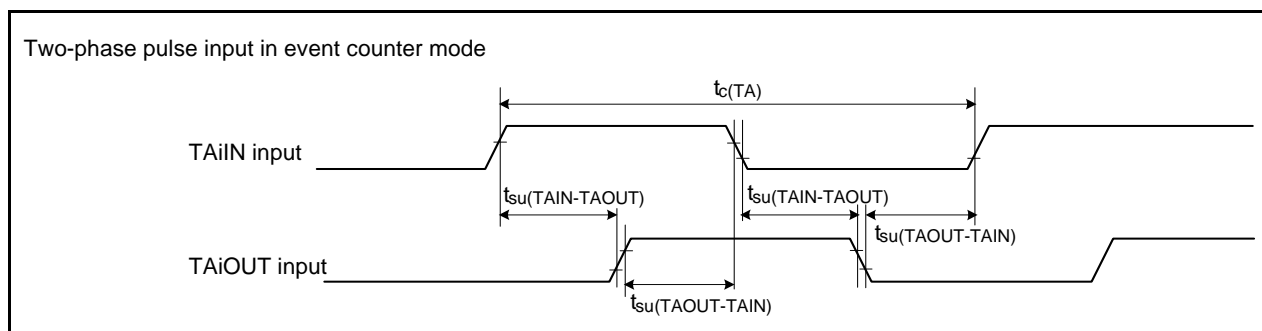 Two-phase pulse input in event counter mode
tc(TA)
TAiIN input
tsu(TAIN-TAOUT)
tsu(TAIN-TAOUT)
tsu(TAOUT-TAIN)
TAiOUT input
tsu(TAOUT-TAIN)